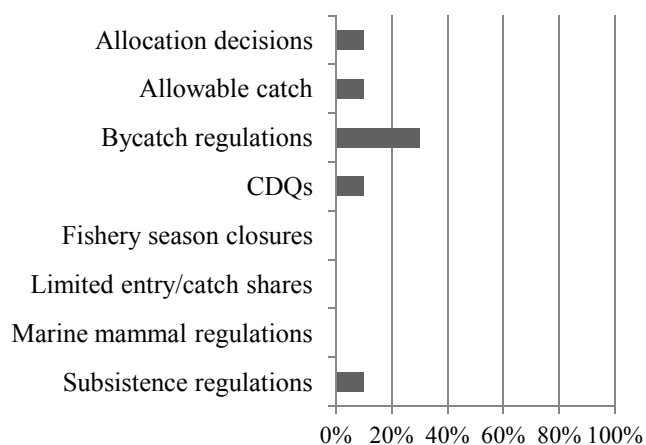 Allocation decisions
Allowable catch
Bycatch regulations
CDQs
Fishery season closures
Limited entry/catch shares
Marine mammal regulations
Subsistence regulations
0% 20% 40% 60% 80% 100%